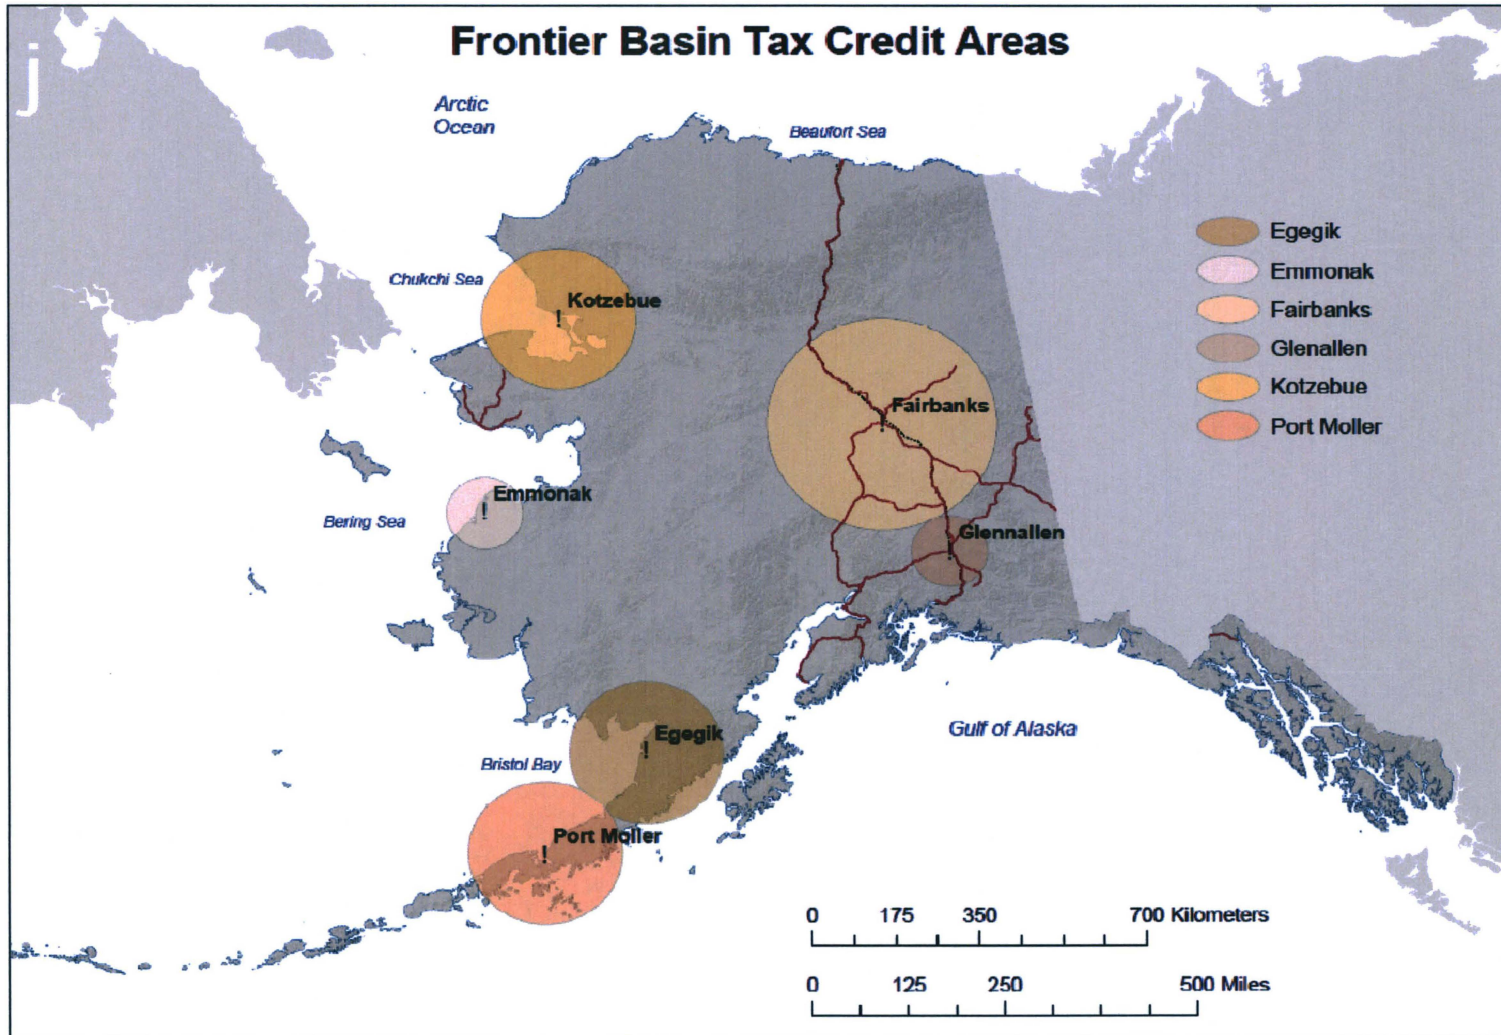 Frontier Basin Tax Credit Areas
j
Arctic
Ocean
Beaufort Sea
Chukchi Sea
Kotzebue
Fairbanks
Emmonak
Bering Sea
Glennallen
Egegik
Bristol Bay
Gulf of Alaska
Port Moller
Egegik
Emmonak
Fairbanks
Glenallen
Kotzebue
Port Moller
0 175 350 700 Kilometers
0 125 250 500 Miles